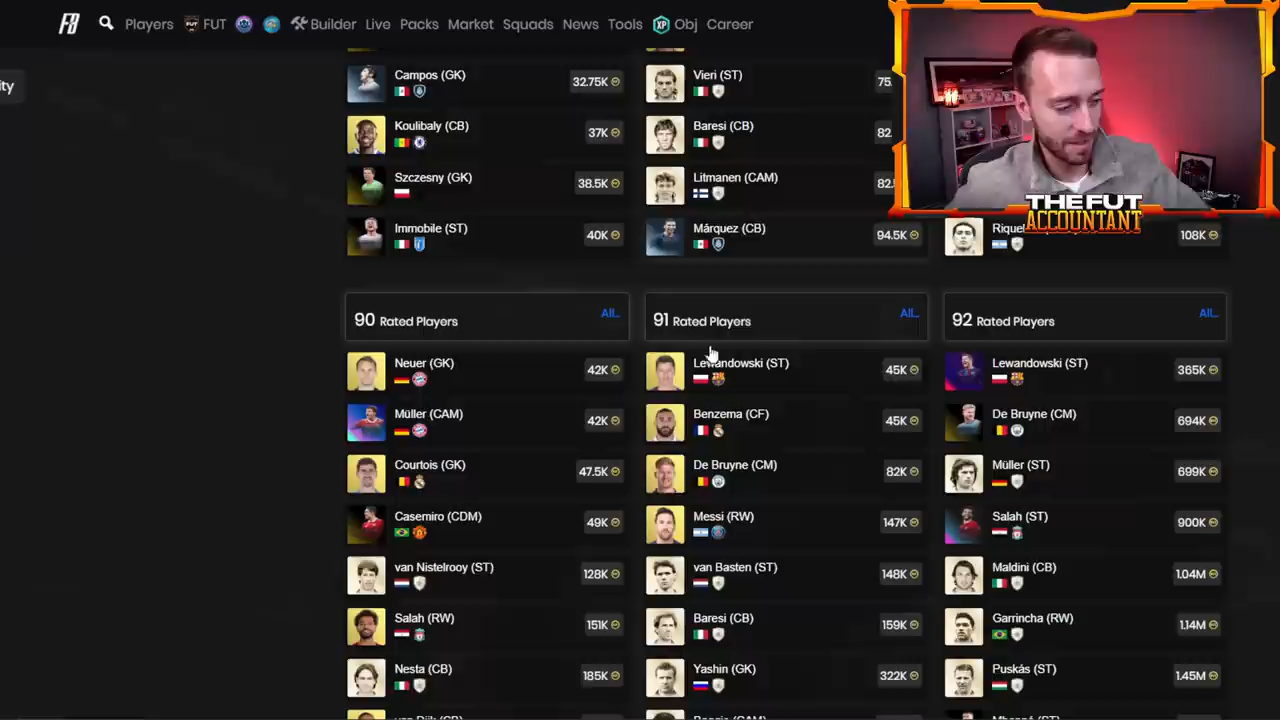 FB Players FUT Builder Live Packs Market Squads News Tools XP Obj Career
ity
Campos (GK) 32.75K
Koulibaly (CB) 37K
Szczesny (GK) 38.5K
Immobile (ST) 40K
Vieri (ST) 75.
Baresi (CB) 82.
Litmanen (CAM) 82.
Márquez (CB) 94.5K
Rique 108K
THE FUT
ACCOUNTANT
90 Rated Players All...
Neuer (GK) 42K
Müller (CAM) 42K
Courtois (GK) 47.5K
Casemiro (CDM) 49K
van Nistelrooy (ST) 128K
Salah (RW) 151K
Nesta (CB) 185K
91 Rated Players All...
Lewandowski (ST) 45K
Benzema (CF) 45K
De Bruyne (CM) 82K
Messi (RW) 147K
van Basten (ST) 148K
Baresi (CB) 159K
Yashin (GK) 322K
92 Rated Players All...
Lewandowski (ST) 365K
De Bruyne (CM) 694K
Müller (ST) 699K
Salah (ST) 900K
Maldini (CB) 1.04M
Garrincha (RW) 1.14M
Puskás (ST) 1.45M